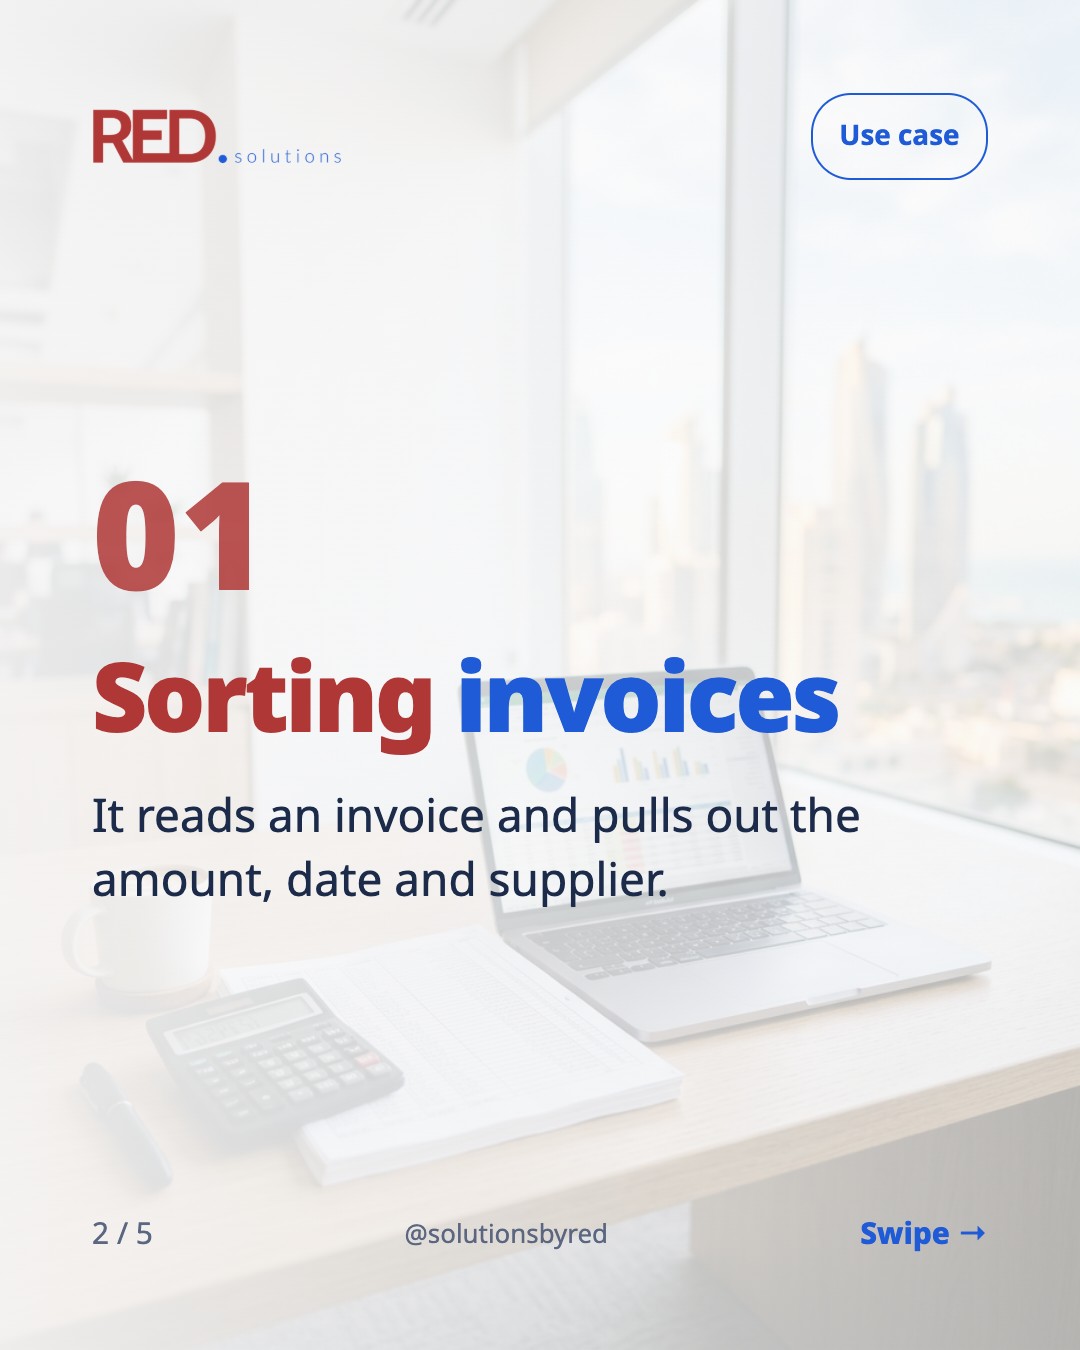 RED.solutions
Use case
01
Sorting invoices
It reads an invoice and pulls out the
amount, date and supplier.
2 / 5
@solutionsbyred
Swipe →